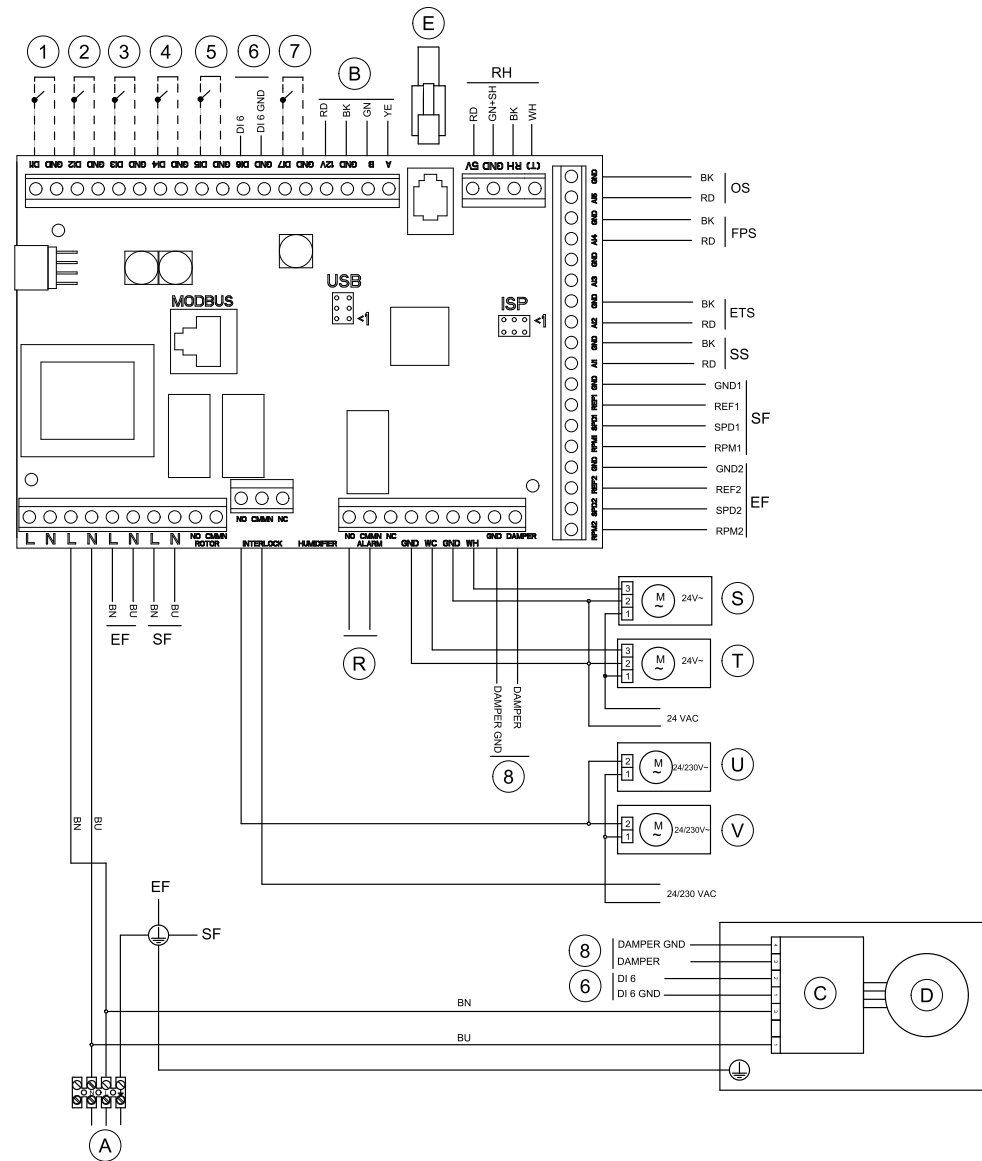 1 2 3 4 5 6 7 B E
RH
DI 6
DI 6 GND
RD BK GN YE
RD GN+SH BK WH
DI1 GND DI2 GND DI3 GND DI4 GND DI5 GND DI6 GND DI7 GND 12V GND B A
5V GND RH (T)
GND BK
OS
AI5 RD
GND BK
FPS
AI4 RD
GND
AI3
GND BK
ETS
AI2 RD
GND BK
SS
AI1 RD
GND GND1
REF1 REF1
SF
SPD1 SPD1
RPM1 RPM1
GND GND2
REF2 REF2
EF
SPD2 SPD2
RPM2 RPM2
USB
<1
ISP
<1
MODBUS
NO CMMN NC
L N L N L N L N
NO CMMN
ROTOR
INTERLOCK
HUMIDIFIER
NO CMMN NC
ALARM
GND WC GND WH
GND DAMPER
BN BU BN BU
EF SF
R
DAMPER GND
DAMPER
8
3
2
1
M
~
24V~
S
3
2
1
M
~
24V~
T
24 VAC
2
1
M
~
24/230V~
U
2
1
M
~
24/230V~
V
24/230 VAC
BN
BU
EF
SF
8
DAMPER GND
DAMPER
6
DI 6
DI 6 GND
4
3
2
1
3
1
C
D
BN
BU
A